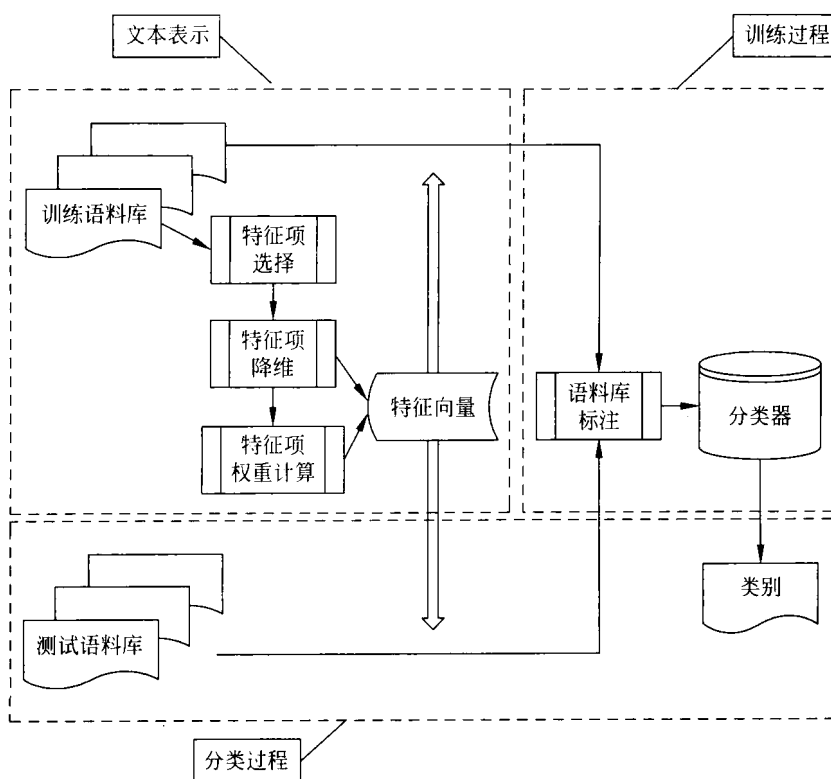 文本表示
训练过程
训练语料库
特征项
选择
特征项
降维
特征项
权重计算
特征向量
语料库
标注
分类器
类别
测试语料库
分类过程